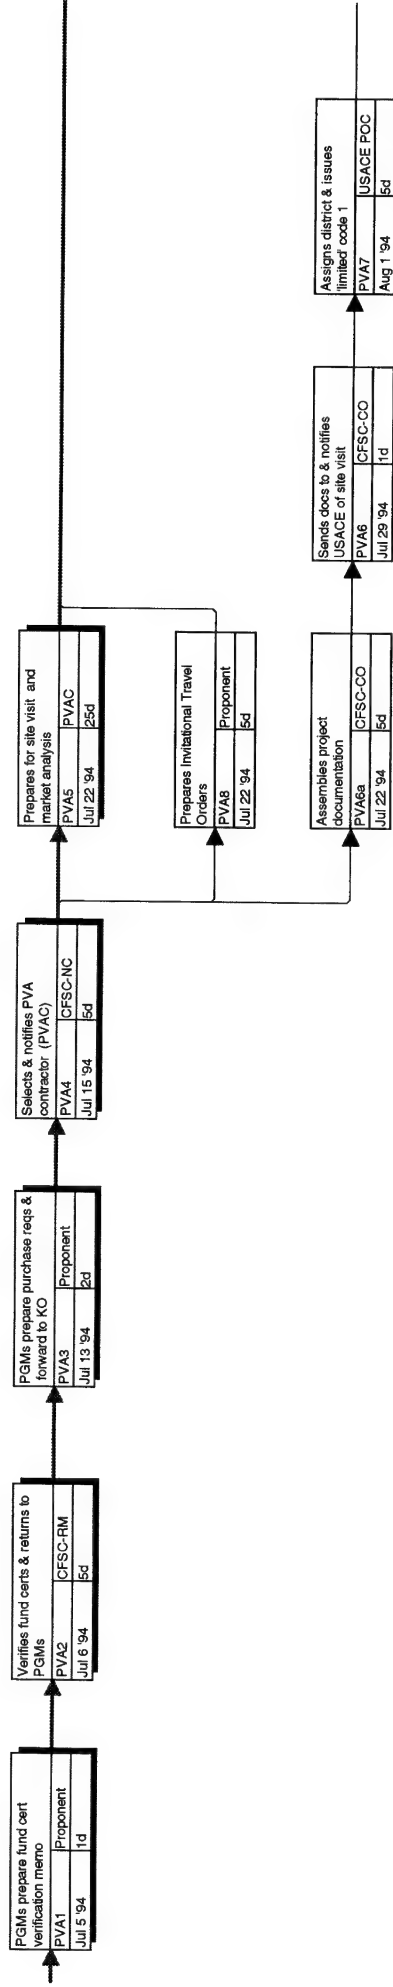 PGMs prepare fund cert
verification memo
PVA1 Proponent
Jul 5 '94 1d
Verifies fund certs & returns to
PGMs
PVA2 CFSC-RM
Jul 6 '94 5d
PGMs prepare purchase reqs &
forward to KO
PVA3 Proponent
Jul 13 '94 2d
Selects & notifies PVA
contractor (PVAC)
PVA4 CFSC-NC
Jul 15 '94 5d
Prepares for site visit and
market analysis
PVA5 PVAC
Jul 22 '94 25d
Prepares Invitational Travel
Orders
PVA8 Proponent
Jul 22 '94 5d
Assembles project
documentation
PVA6a CFSC-CO
Jul 22 '94 5d
Sends docs to & notifies
USACE of site visit
PVA6 CFSC-CO
Jul 29 '94 1d
Assigns district & issues
'limited' code 1
PVA7 USACE POC
Aug 1 '94 5d